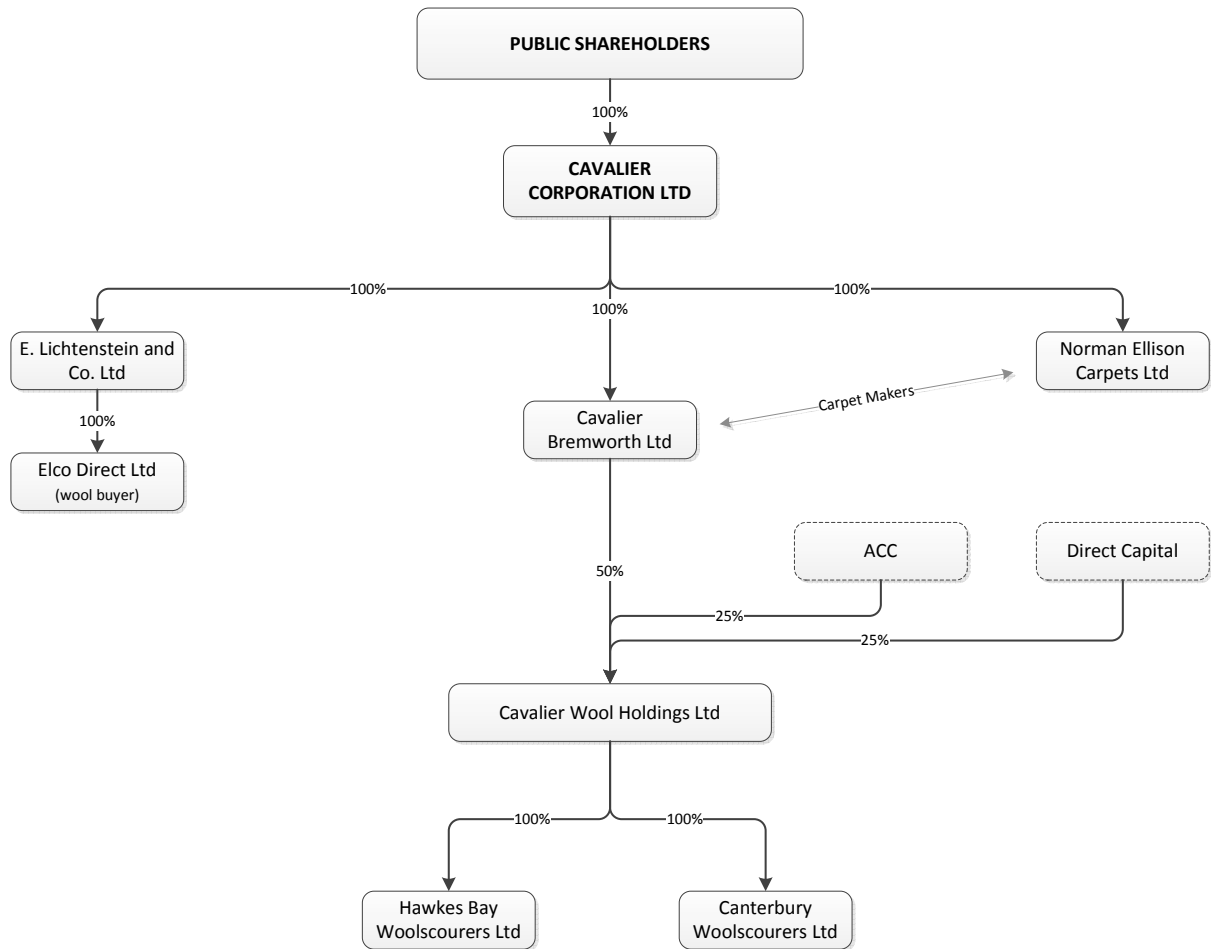 PUBLIC SHAREHOLDERS
100%
CAVALIER
CORPORATION LTD
100%
100%
100%
E. Lichtenstein and
Co. Ltd
Norman Ellison
Carpets Ltd
100%
Carpet Makers
Cavalier
Bremworth Ltd
Elco Direct Ltd
(wool buyer)
ACC
Direct Capital
50%
25%
25%
Cavalier Wool Holdings Ltd
100%
100%
Hawkes Bay
Woolscourers Ltd
Canterbury
Woolscourers Ltd